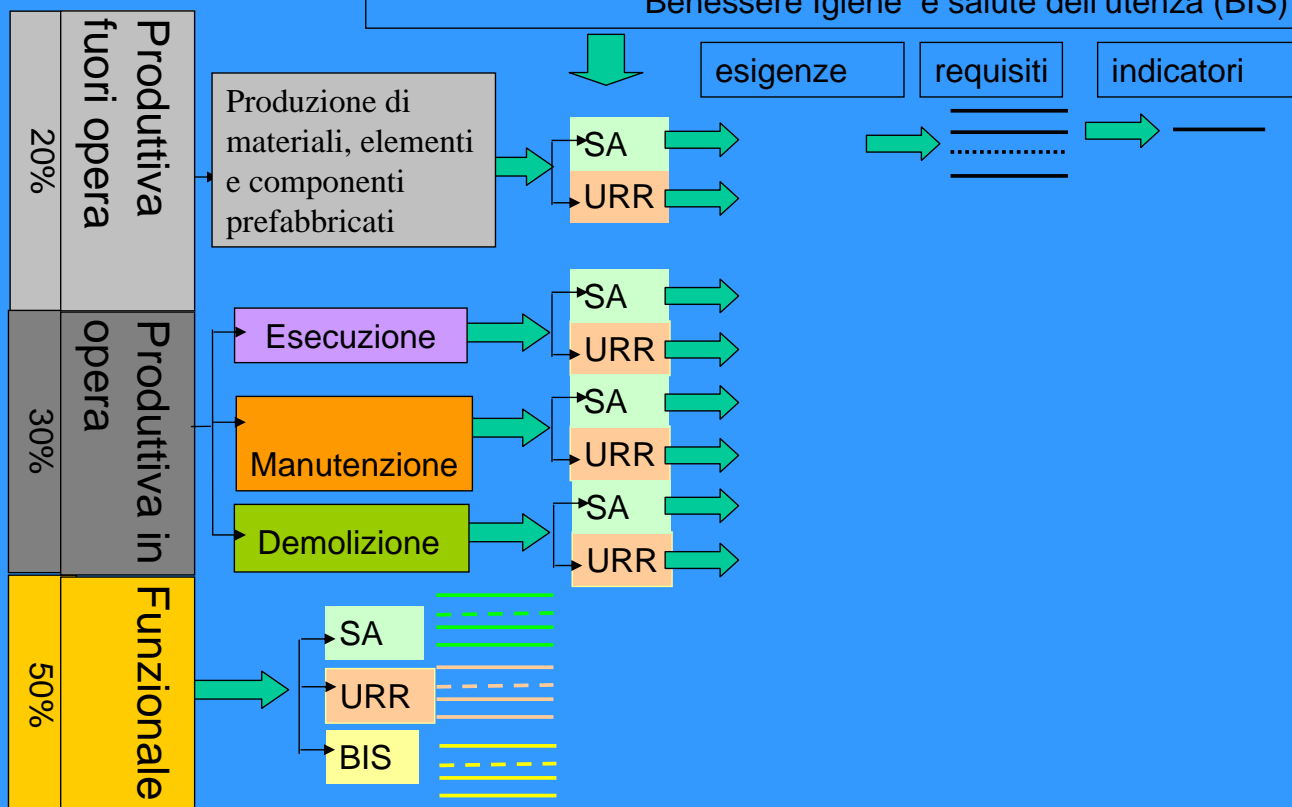 Benessere Igiene e salute dell'utenza (BIS)
esigenze
requisiti
indicatori
Produttiva
fuori opera
20%
Produzione di
materiali, elementi
e componenti
prefabbricati
SA
URR
Produttiva in
opera
30%
Esecuzione
SA
URR
Manutenzione
SA
URR
Demolizione
SA
URR
Funzionale
50%
SA
URR
BIS